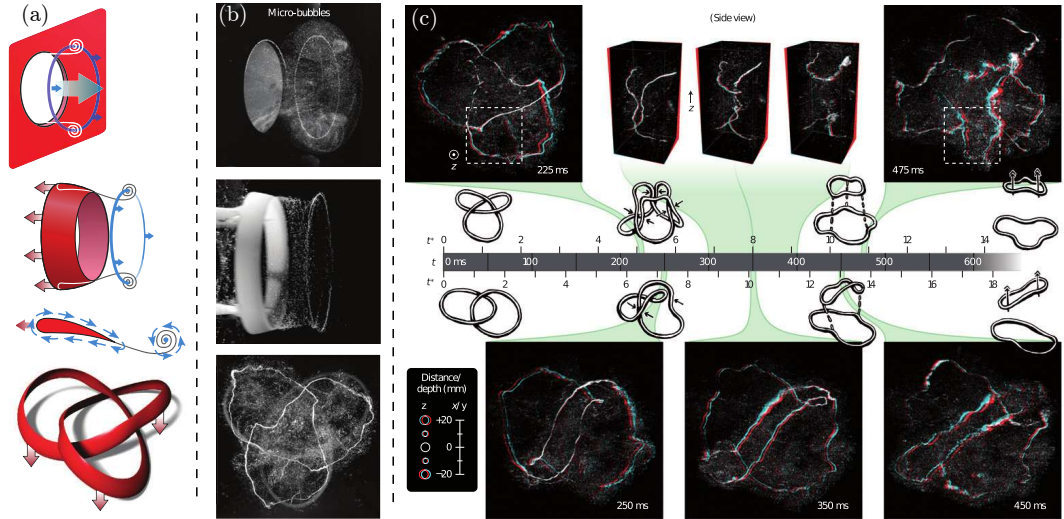 (a)
(b)
Micro-bubbles
(c)
z
225 ms
(Side view)
z
475 ms
t* 0 2 4 6 8 10 12 14
t 0 ms 100 200 300 400 500 600
t* 0 2 4 6 8 10 12 14 16 18
Distance/
depth (mm)
z x/ y
+20
0
−20
250 ms
350 ms
450 ms